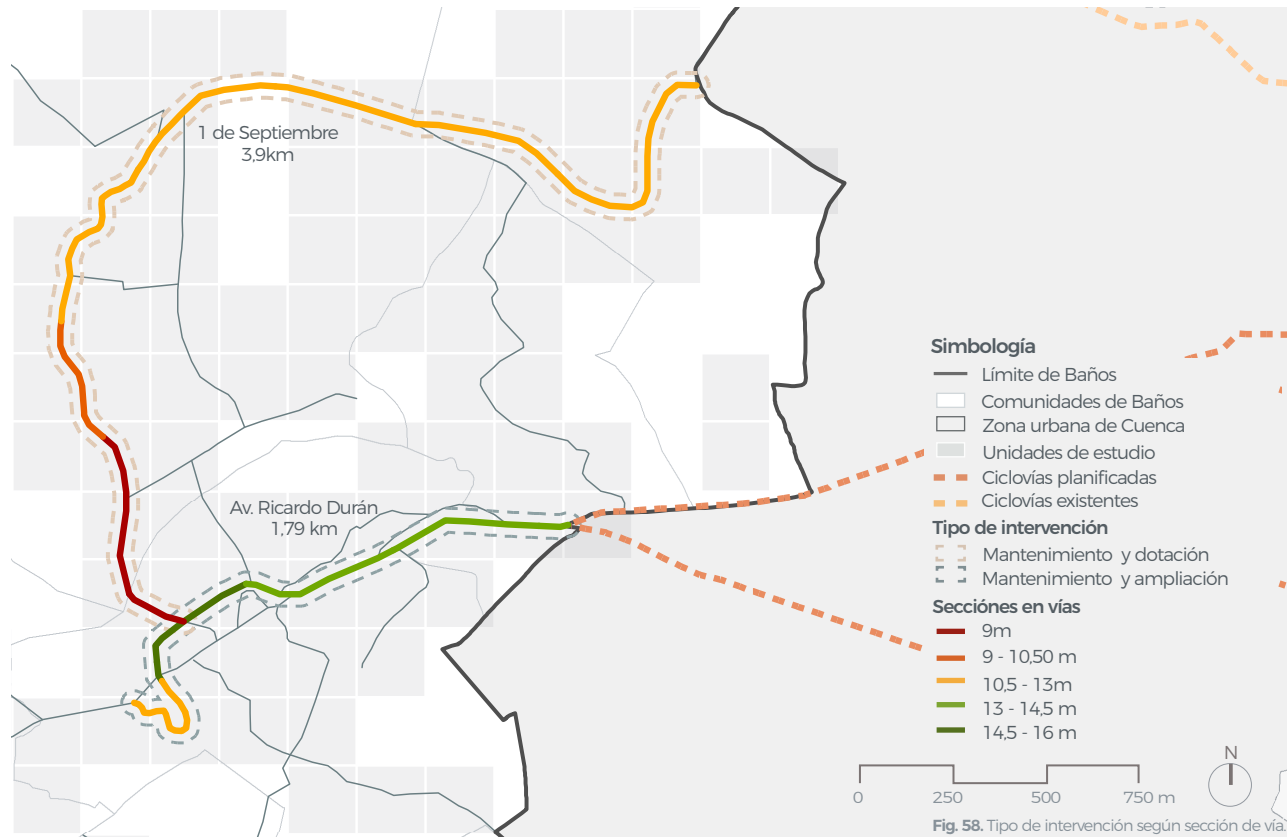 1 de Septiembre
3,9km
Av. Ricardo Durán
1,79 km
Simbología
Límite de Baños
Comunidades de Baños
Zona urbana de Cuenca
Unidades de estudio
Ciclovías planificadas
Ciclovías existentes
Tipo de intervención
Mantenimiento y dotación
Mantenimiento y ampliación
Secciónes en vías
9m
9 - 10,50 m
10,5 - 13m
13 - 14,5 m
14,5 - 16 m
N
0 250 500 750 m
Fig. 58. Tipo de intervención según sección de vía.